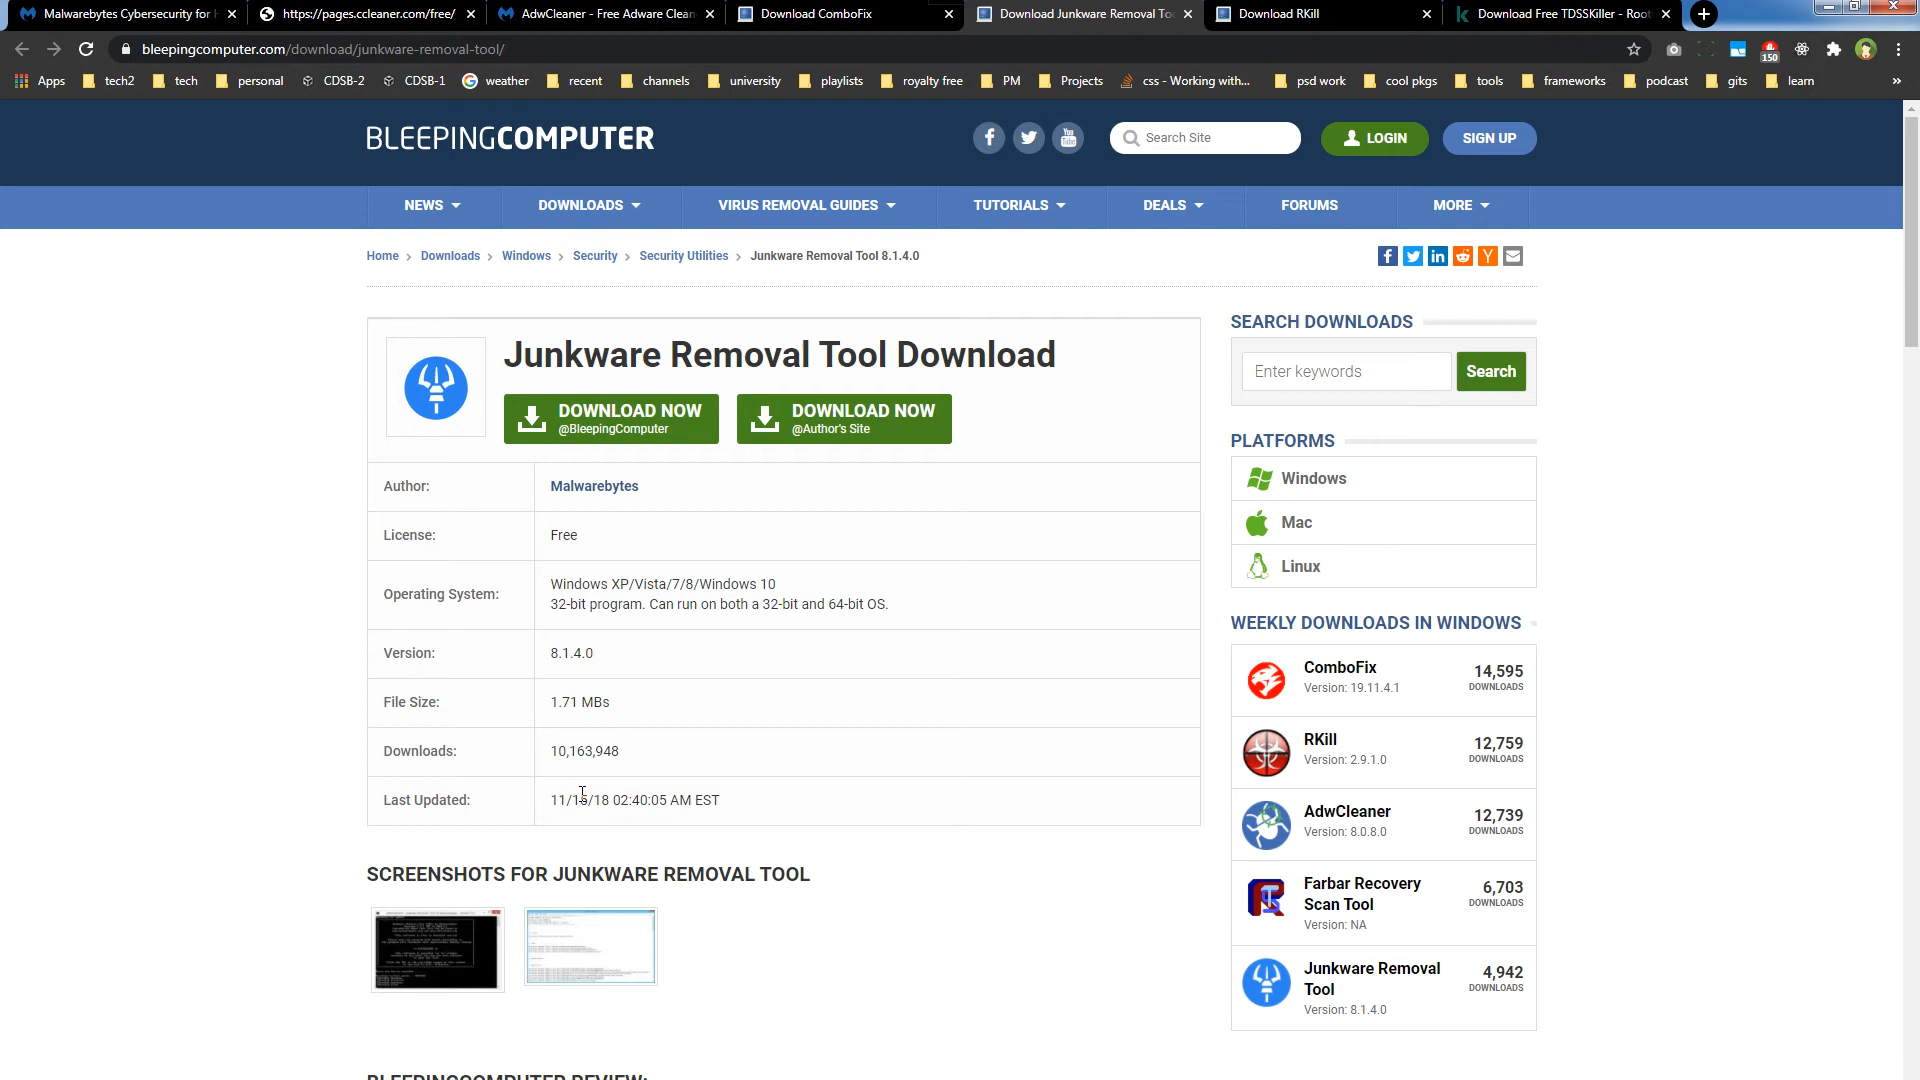 Malwarebytes Cybersecurity for
https://pages.ccleaner.com/free/
AdwCleaner - Free Adware Clean
Download ComboFix
Download Junkware Removal To
Download RKill
Download Free TDSSKiller - Root
bleepingcomputer.com/download/junkware-removal-tool/
150
Apps
tech2
tech
personal
CDSB-2
CDSB-1
weather
recent
channels
university
playlists
royalty free
PM
Projects
css - Working with...
psd work
cool pkgs
tools
frameworks
podcast
gits
learn
»
BLEEPINGCOMPUTER
Search Site
LOGIN
SIGN UP
NEWS
DOWNLOADS
VIRUS REMOVAL GUIDES
TUTORIALS
DEALS
FORUMS
MORE
Home > Downloads > Windows > Security > Security Utilities > Junkware Removal Tool 8.1.4.0
Junkware Removal Tool Download
DOWNLOAD NOW
@BleepingComputer
DOWNLOAD NOW
@Author's Site
Author:
Malwarebytes
License:
Free
Operating System:
Windows XP/Vista/7/8/Windows 10
32-bit program. Can run on both a 32-bit and 64-bit OS.
Version:
8.1.4.0
File Size:
1.71 MBs
Downloads:
10,163,948
Last Updated:
02:40:05 AM EST
SCREENSHOTS FOR JUNKWARE REMOVAL TOOL
BLEEPINGCOMPUTER REVIEW:
SEARCH DOWNLOADS
Enter keywords
Search
PLATFORMS
Windows
Mac
Linux
WEEKLY DOWNLOADS IN WINDOWS
ComboFix
Version: 19.11.4.1
14,595
DOWNLOADS
RKill
Version: 2.9.1.0
12,759
DOWNLOADS
AdwCleaner
Version: 8.0.8.0
12,739
DOWNLOADS
Farbar Recovery
Scan Tool
Version: NA
6,703
DOWNLOADS
Junkware Removal
Tool
Version: 8.1.4.0
4,942
DOWNLOADS